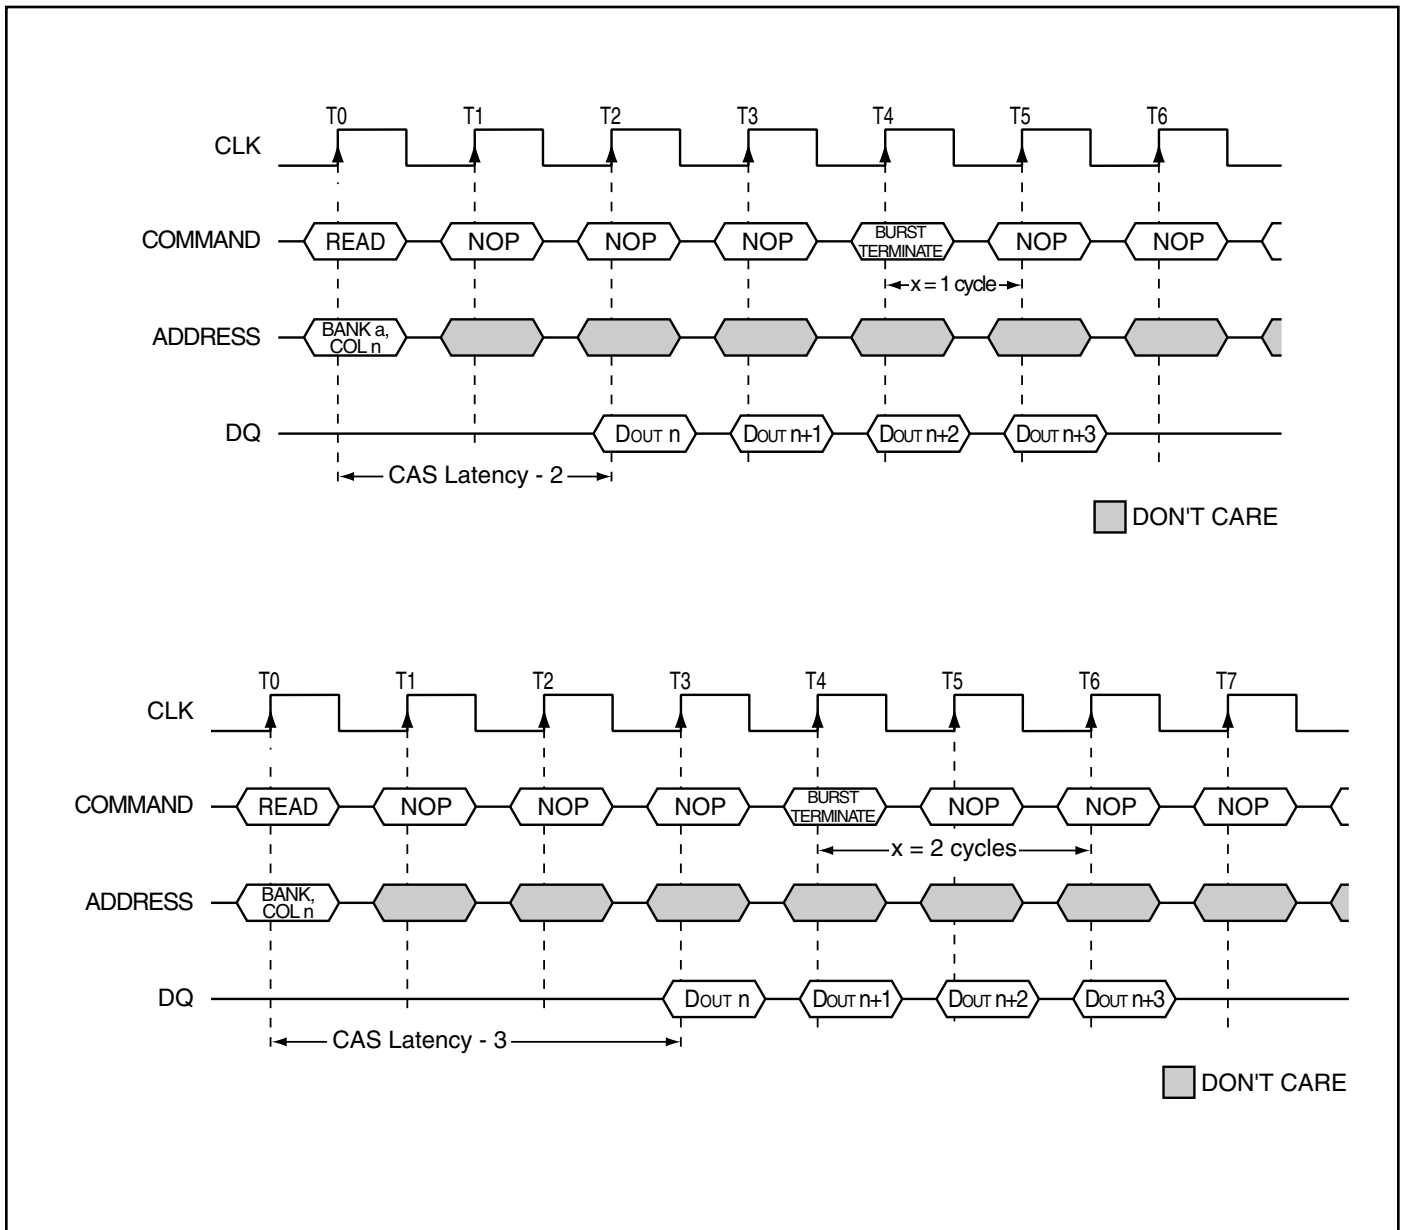 T0 T1 T2 T3 T4 T5 T6
CLK
COMMAND READ NOP NOP NOP BURST TERMINATE NOP NOP
x = 1 cycle
ADDRESS BANK a, COL n
DQ DOUT n DOUT n+1 DOUT n+2 DOUT n+3
CAS Latency - 2
DON'T CARE
T0 T1 T2 T3 T4 T5 T6 T7
CLK
COMMAND READ NOP NOP NOP BURST TERMINATE NOP NOP NOP
x = 2 cycles
ADDRESS BANK, COL n
DQ DOUT n DOUT n+1 DOUT n+2 DOUT n+3
CAS Latency - 3
DON'T CARE